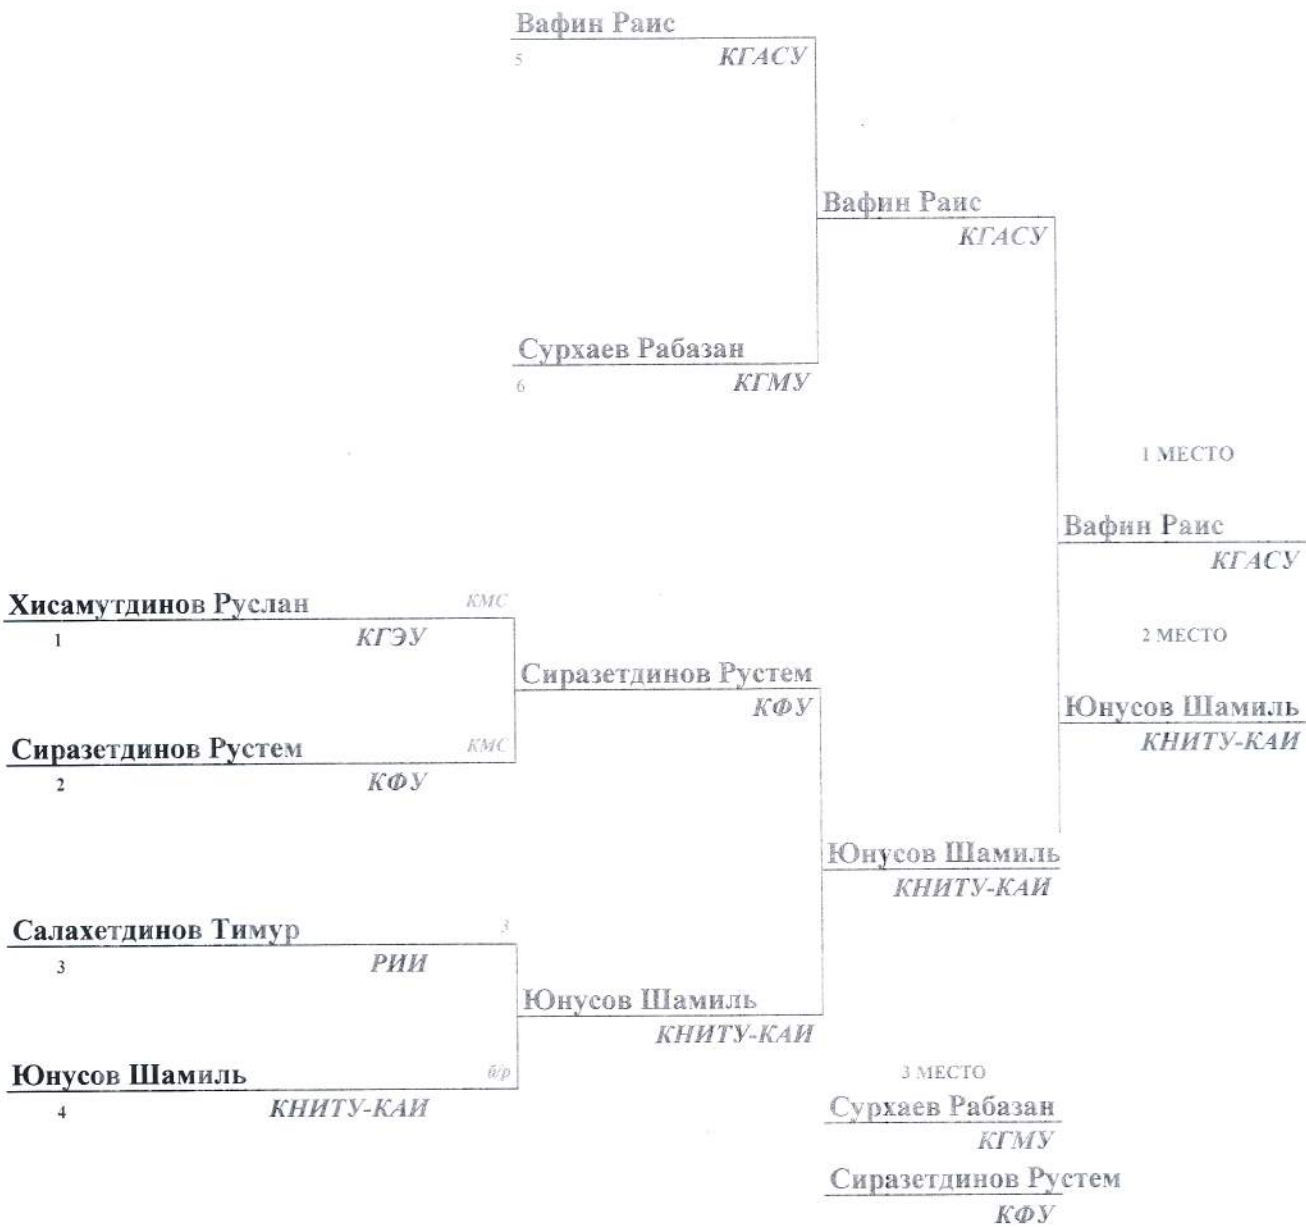 Вафин Раис
5 КГАСУ
Вафин Раис
КГАСУ
Сурхаев Рабазан
6 КГМУ
1 МЕСТО
Вафин Раис
КГАСУ
Хисамутдинов Руслан КМС
1 КГЭУ
2 МЕСТО
Сиразетдинов Рустем
КФУ
Юнусов Шамиль
КНИТУ-КАИ
Сиразетдинов Рустем КМС
2 КФУ
Юнусов Шамиль
КНИТУ-КАИ
Салахетдинов Тимур 3
3 РИИ
Юнусов Шамиль
КНИТУ-КАИ
Юнусов Шамиль б/р
4 КНИТУ-КАИ
3 МЕСТО
Сурхаев Рабазан
КГМУ
Сиразетдинов Рустем
КФУ